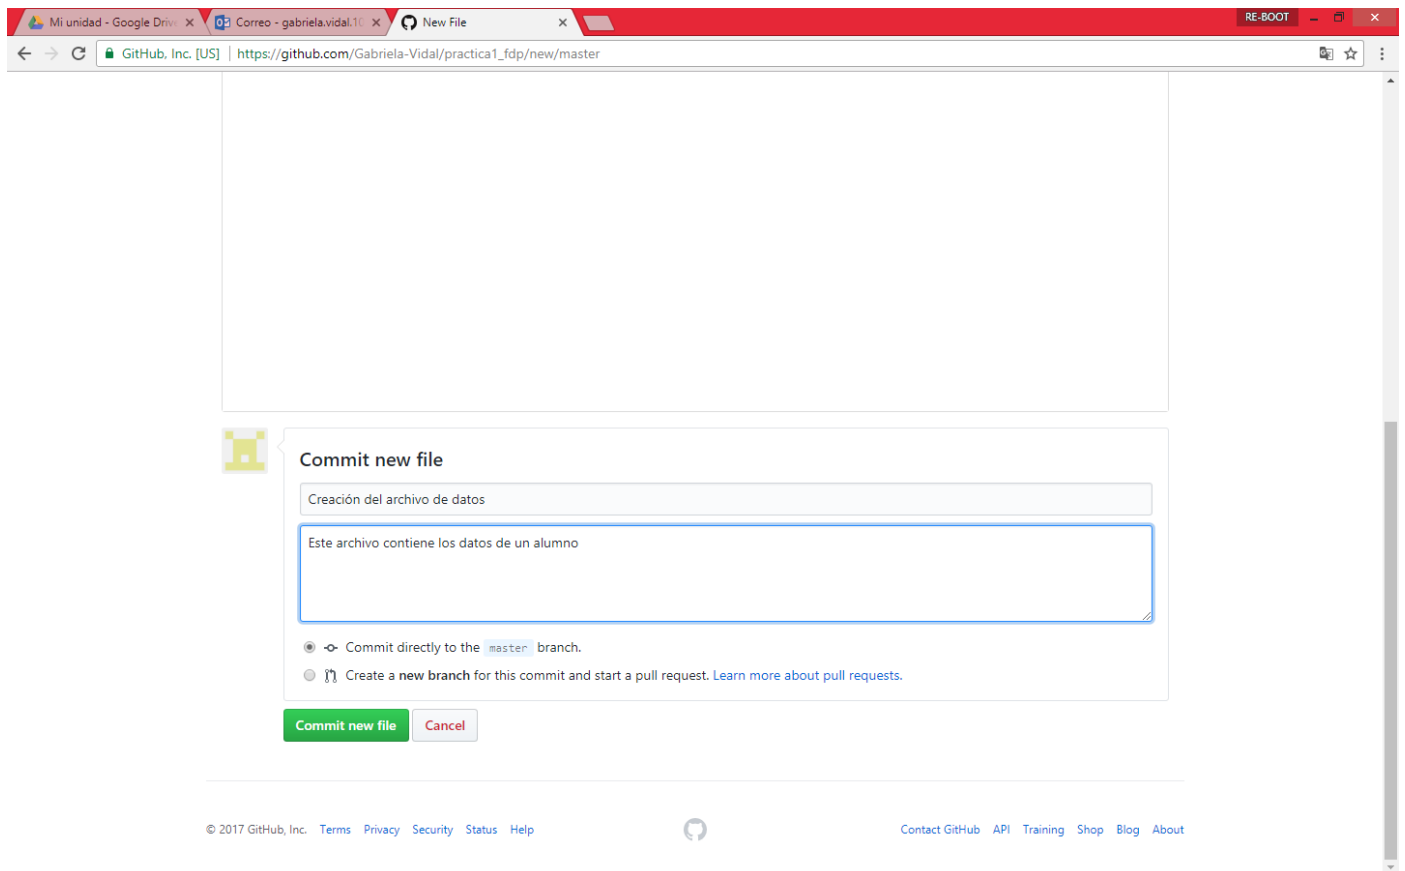 Mi unidad - Google Drive
Correo - gabriela.vidal.10
New File
RE-BOOT
GitHub, Inc. [US] | https://github.com/Gabriela-Vidal/practica1_fdp/new/master
Commit new file
Creación del archivo de datos
Este archivo contiene los datos de un alumno
Commit directly to the master branch.
Create a new branch for this commit and start a pull request. Learn more about pull requests.
Commit new file Cancel
© 2017 GitHub, Inc. Terms Privacy Security Status Help
Contact GitHub API Training Shop Blog About